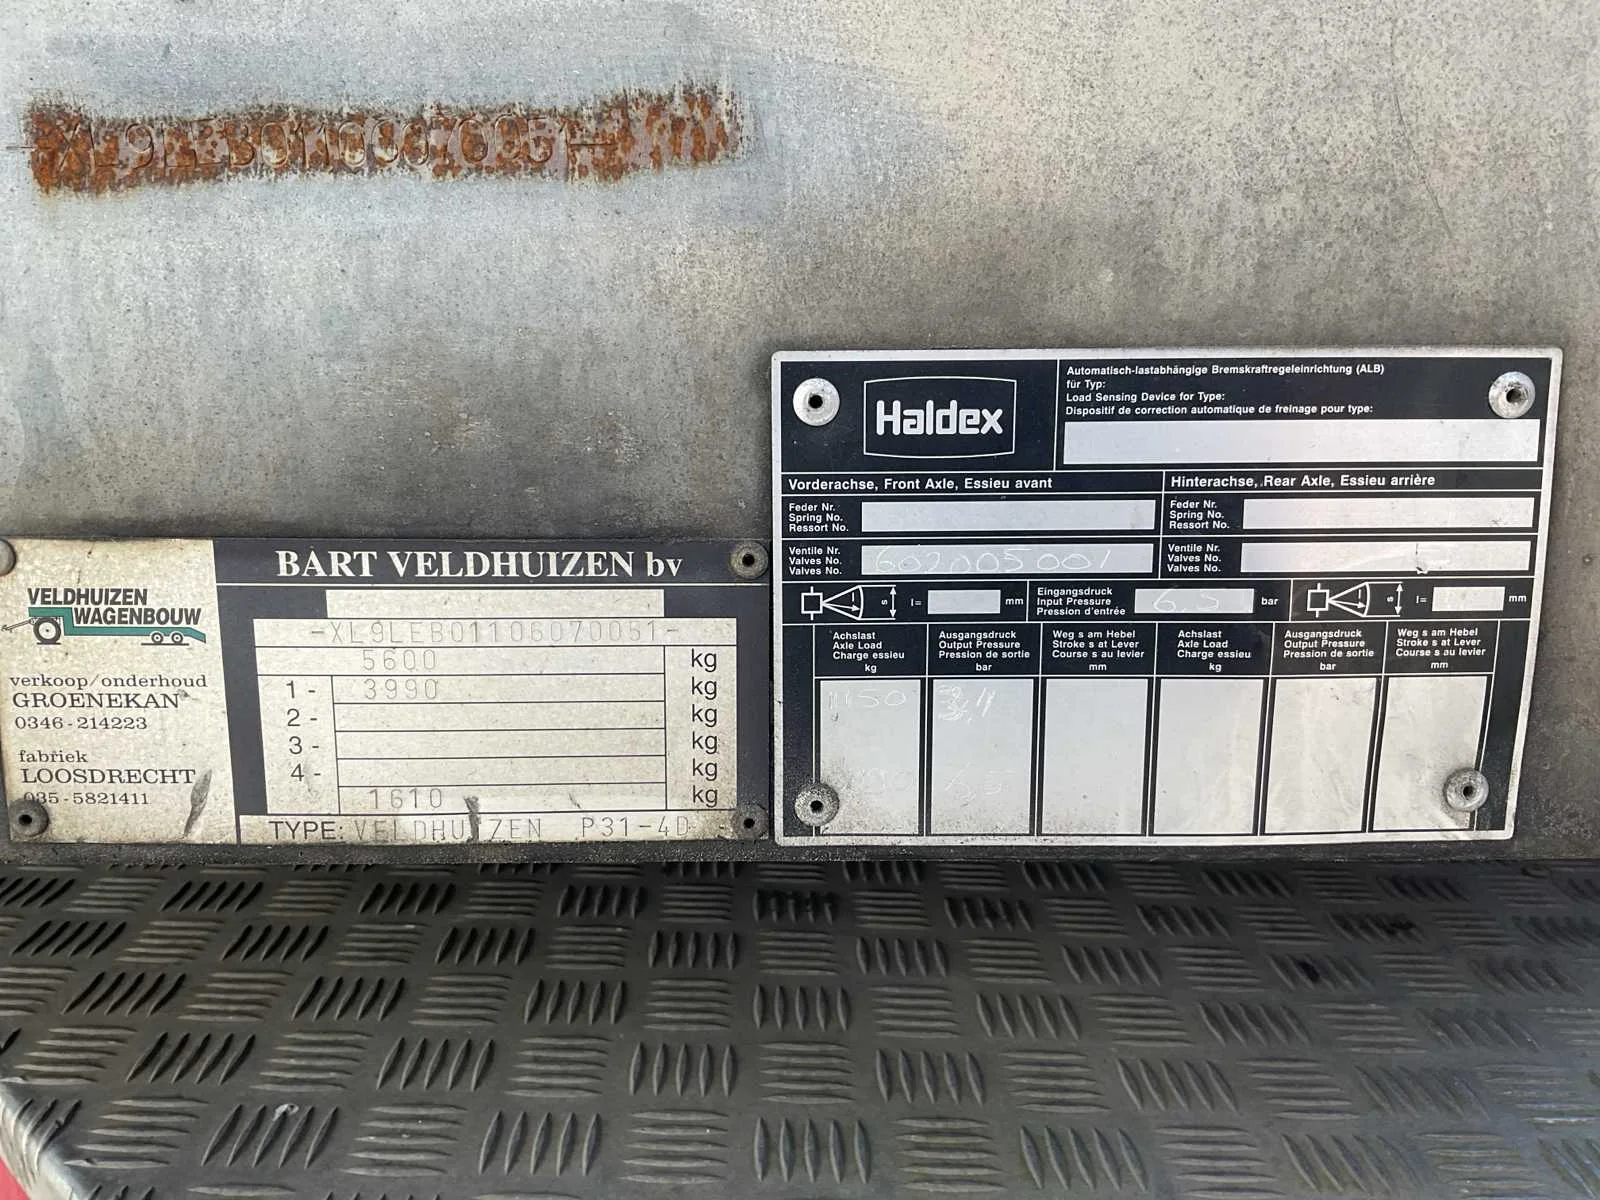 BART VELDHUIZEN bv
VELDHUIZEN
WAGENBOUW
verkoop/onderhoud
GROENEKAN
0346-214223
fabriek
LOOSDRECHT
035-5821411
-XL9LEB01106070051-
5600 kg
1- 3990 kg
2- kg
3- kg
4- kg
1610 kg
TYPE: VELDHUIZEN P31-4D
Haldex
Automatisch-lastabhängige Bremskraftregeleinrichtung (ALB)
für Typ:
Load Sensing Device for Type:
Dispositif de correction automatique de freinage pour type:
Vorderachse, Front Axle, Essieu avant
Hinterachse, Rear Axle, Essieu arrière
Feder Nr.
Spring No.
Ressort No.
Feder Nr.
Spring No.
Ressort No.
Ventile Nr.
Valves No.
Valves No.
602005001
Ventile Nr.
Valves No.
Valves No.
s
l= mm
Eingangsdruck
Input Pressure
Pression d'entrée
6,5 bar
s
l= mm
Achslast
Axle Load
Charge essieu
kg
Ausgangsdruck
Output Pressure
Pression de sortie
bar
Weg s am Hebel
Stroke s at Lever
Course s au levier
mm
Achslast
Axle Load
Charge essieu
kg
Ausgangsdruck
Output Pressure
Pression de sortie
bar
Weg s am Hebel
Stroke s at Lever
Course s au levier
mm